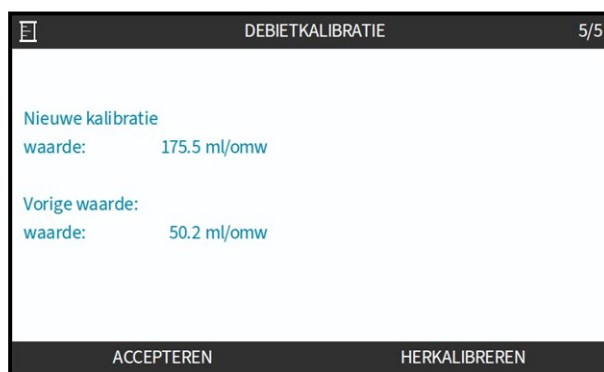 DEBIETKALIBRATIE 5/5
Nieuwe kalibratie
waarde: 175.5 ml/omw
Vorige waarde:
waarde: 50.2 ml/omw
ACCEPTEREN HERKALIBREREN